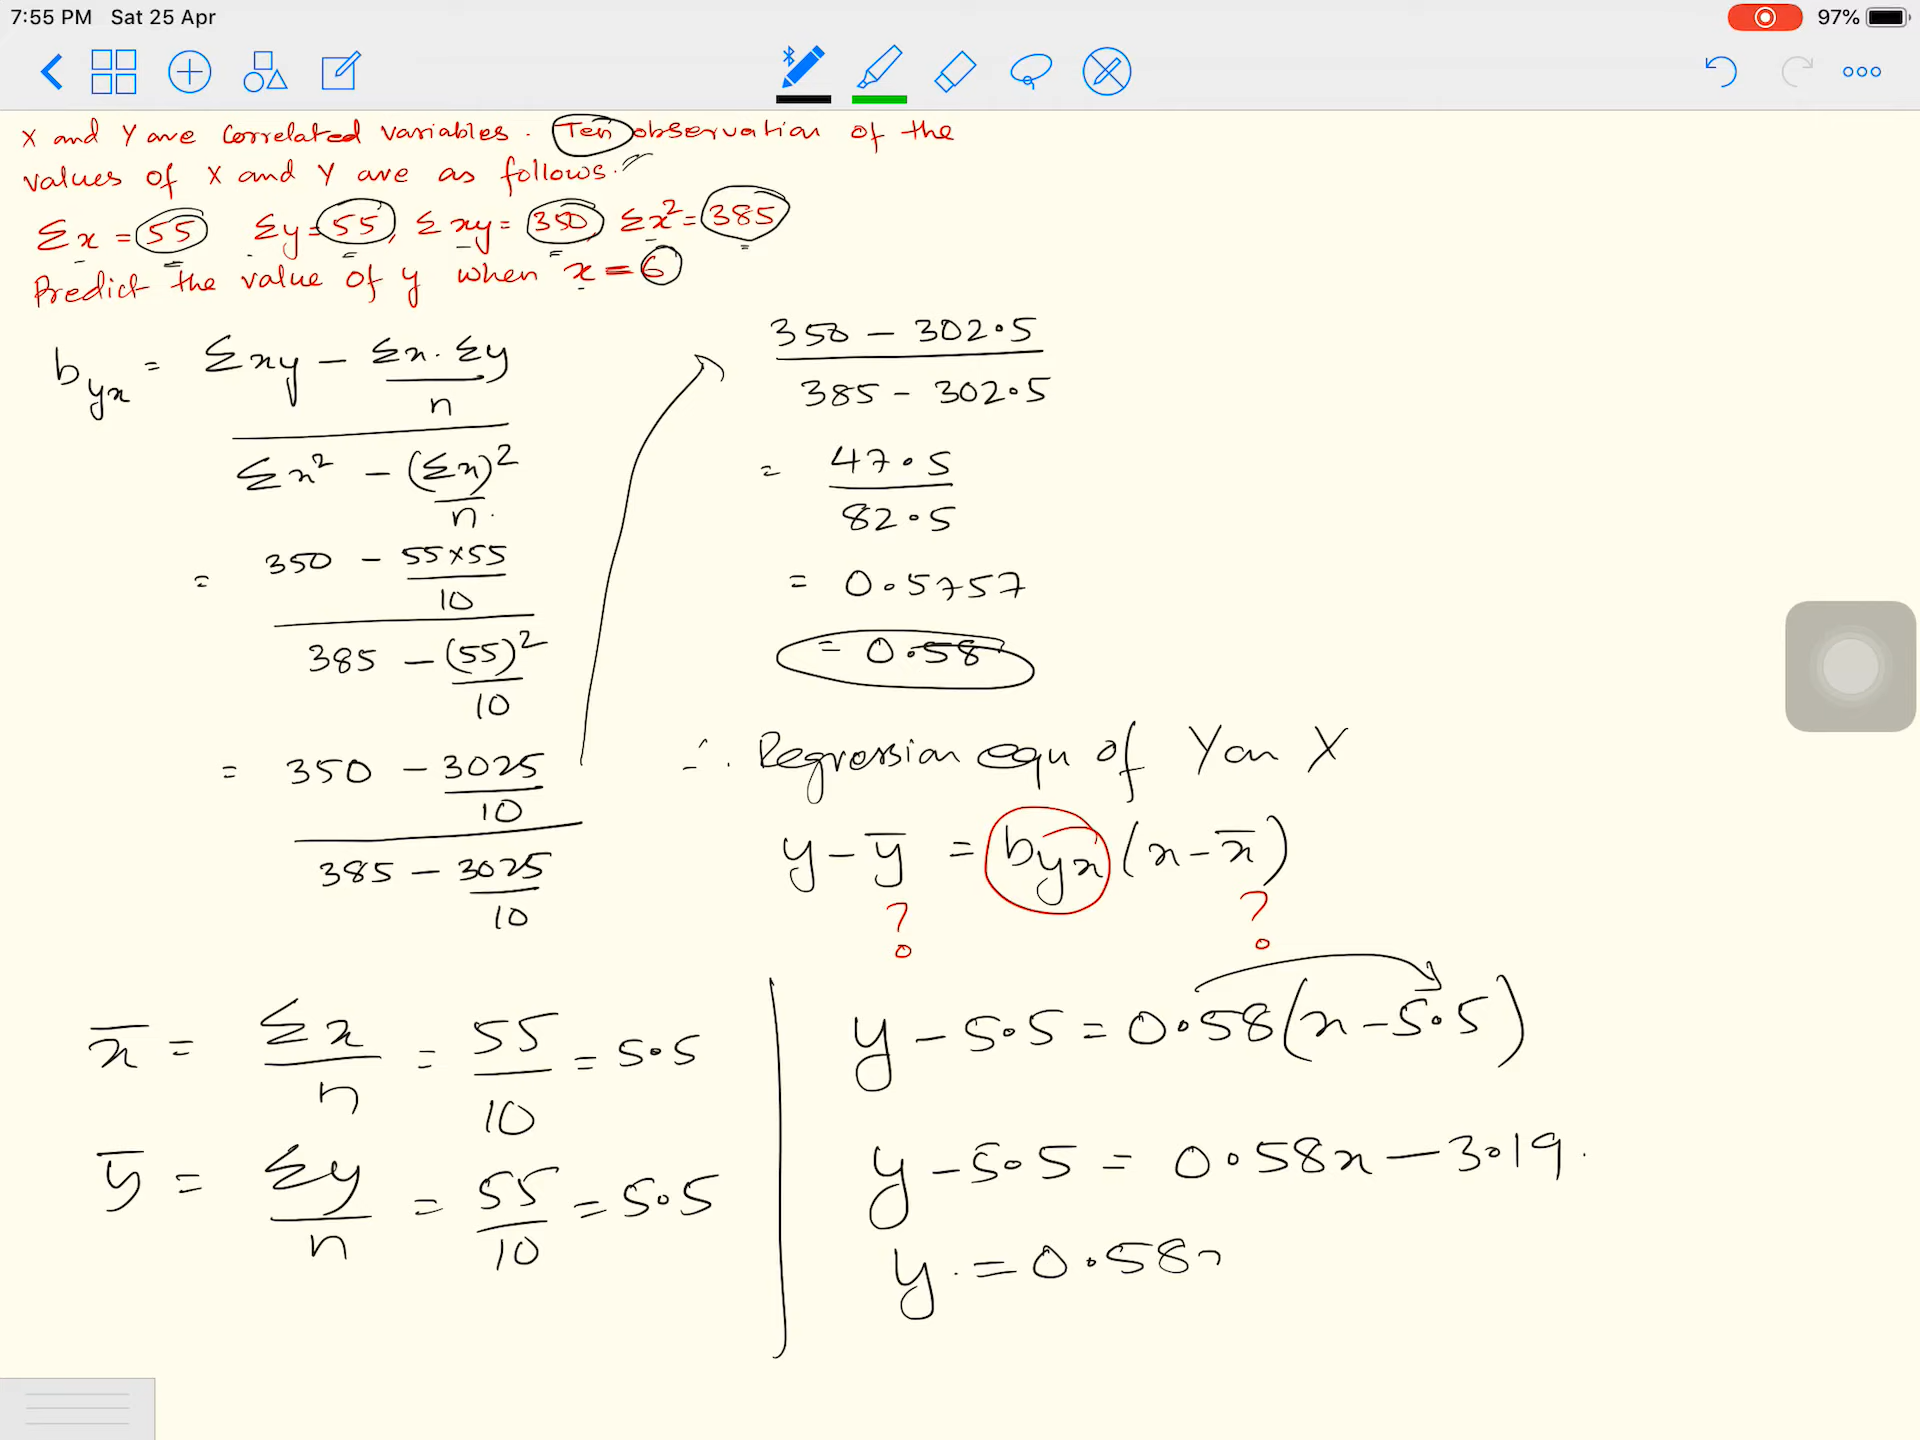 7:55 PM Sat 25 Apr
97%
X and Y are correlated variables. Ten observation of the
values of X and Y are as follows.
Σx = 55 Σy = 55, Σxy = 350, Σx² = 385
Predict the value of y when x = 6
b_yx = Σxy - Σx·Σy/n
Σx² - (Σx)²/n
= 350 - 55×55/10
385 - (55)²/10
= 350 - 3025/10
385 - 3025/10
350 - 302.5
385 - 302.5
= 47.5
82.5
= 0.5757
= 0.58
∴ Regression equn of Y on X
y - ȳ = b_yx (x - x̄)
? ?
x̄ = Σx/n = 55/10 = 5.5
ȳ = Σy/n = 55/10 = 5.5
y - 5.5 = 0.58(x - 5.5)
y - 5.5 = 0.58x - 3.19
y = 0.58